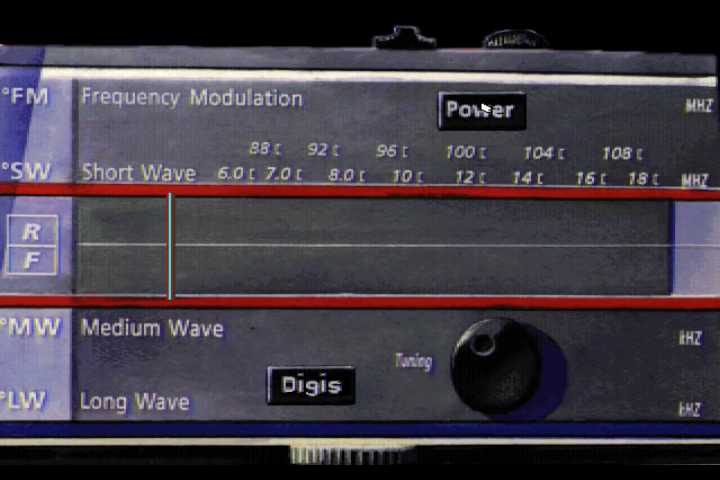 °FM Frequency Modulation Power MHZ
88 92 96 100 104 108
°SW Short Wave 6.0 7.0 8.0 10 12 14 16 18 MHZ
R
F
°MW Medium Wave kHZ
Tuning
Digis
°LW Long Wave kHZ